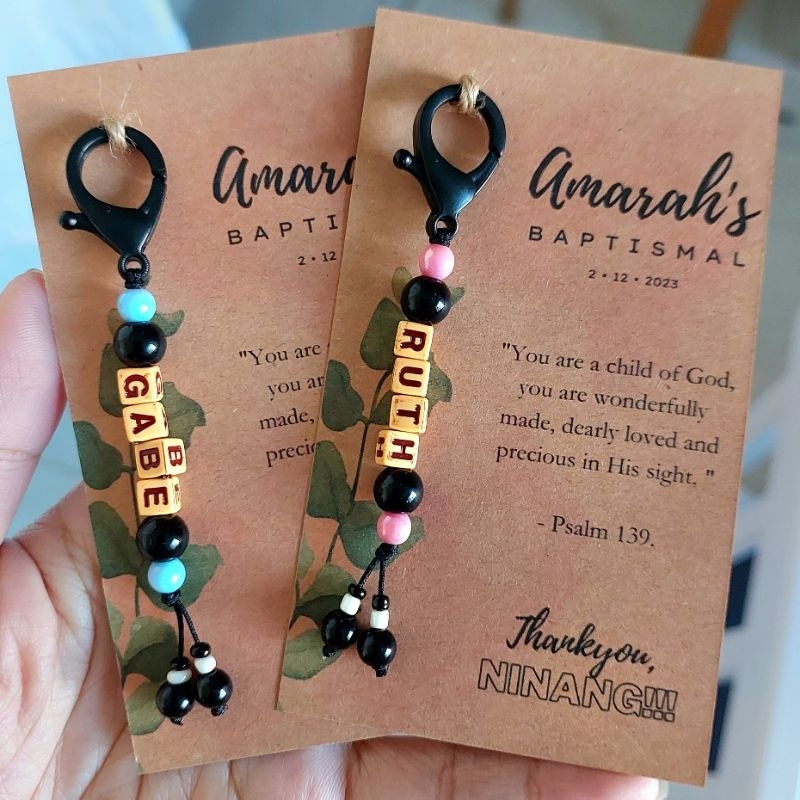 Amara
BAPTI
2 • 12
"You are
you ar
made,
precio
GABE
Amarah's
BAPTISMAL
2 • 12 • 2023
"You are a child of God,
you are wonderfully
made, dearly loved and
precious in His sight. "
- Psalm 139.
Thankyou,
NINANG!!!
RUTH